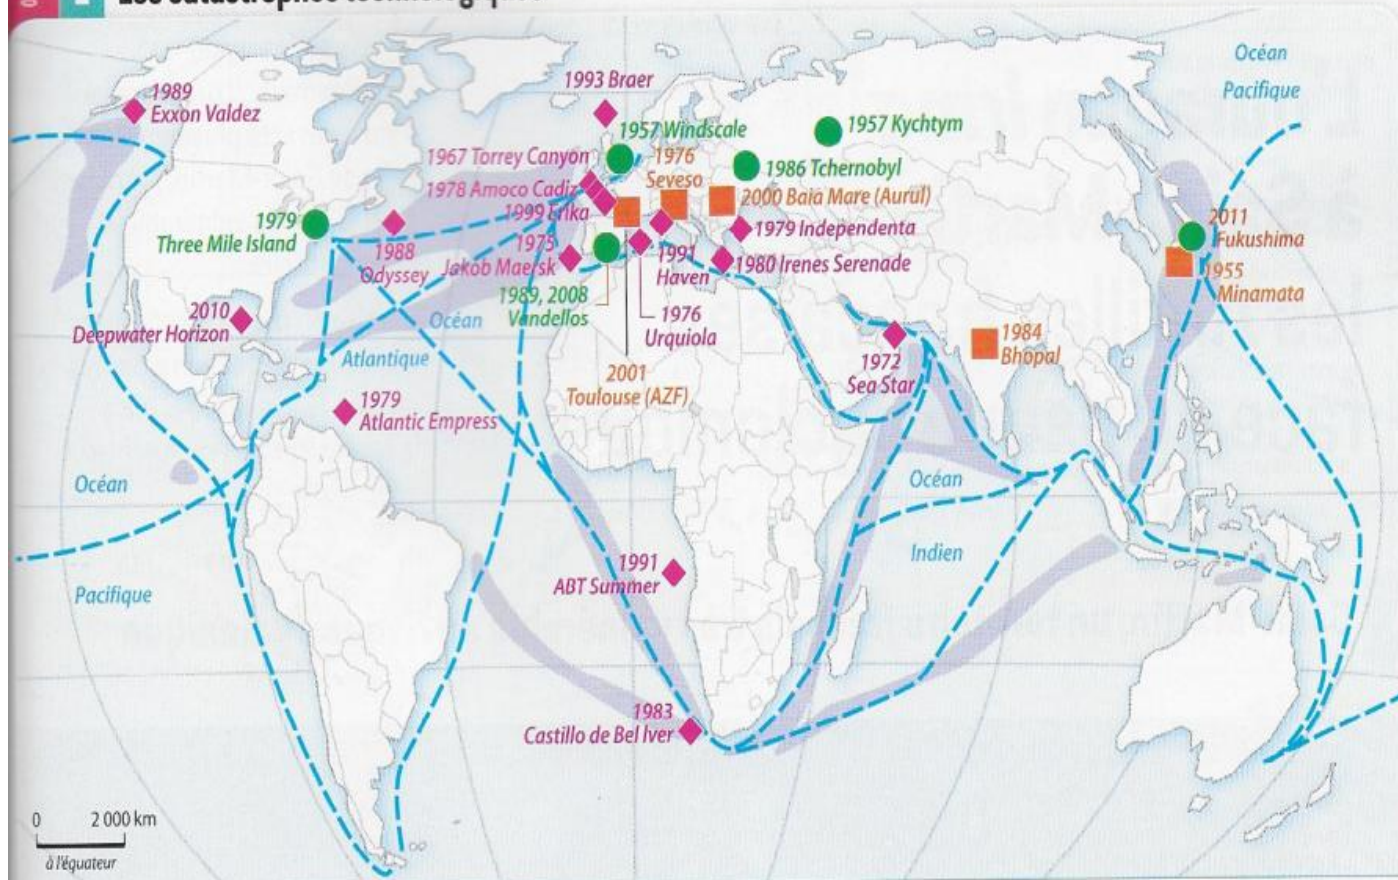 Les catastrophes technologiques
Océan
Pacifique
1989
Exxon Valdez
1993 Braer
1957 Windscale
1957 Kychtym
1967 Torrey Canyon
1976
Seveso
1986 Tchernobyl
1978 Amoco Cadiz
2000 Baia Mare (Aurul)
1999 Erika
1979
Three Mile Island
1988
Odyssey
1975
Jakob Maersk
1979 Independenta
1991
Haven
1980 Irenes Serenade
2011
Fukushima
1955
Minamata
1989, 2008
Vandellos
1976
Urquiola
2010
Deepwater Horizon
Océan
Atlantique
2001
Toulouse (AZF)
1972
Sea Star
1984
Bhopal
1979
Atlantic Empress
Océan
Pacifique
Océan
Indien
1991
ABT Summer
1983
Castillo de Bel lver
0 2 000 km
à l'équateur